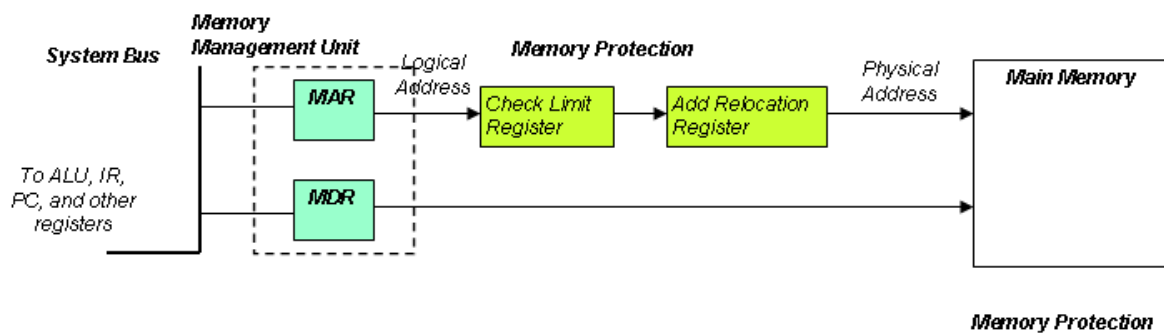 Memory
Management Unit
System Bus
Memory Protection
Logical
Address
Physical
Address
Main Memory
MAR
Check Limit
Register
Add Relocation
Register
To ALU, IR,
PC, and other
registers
MDR
Memory Protection